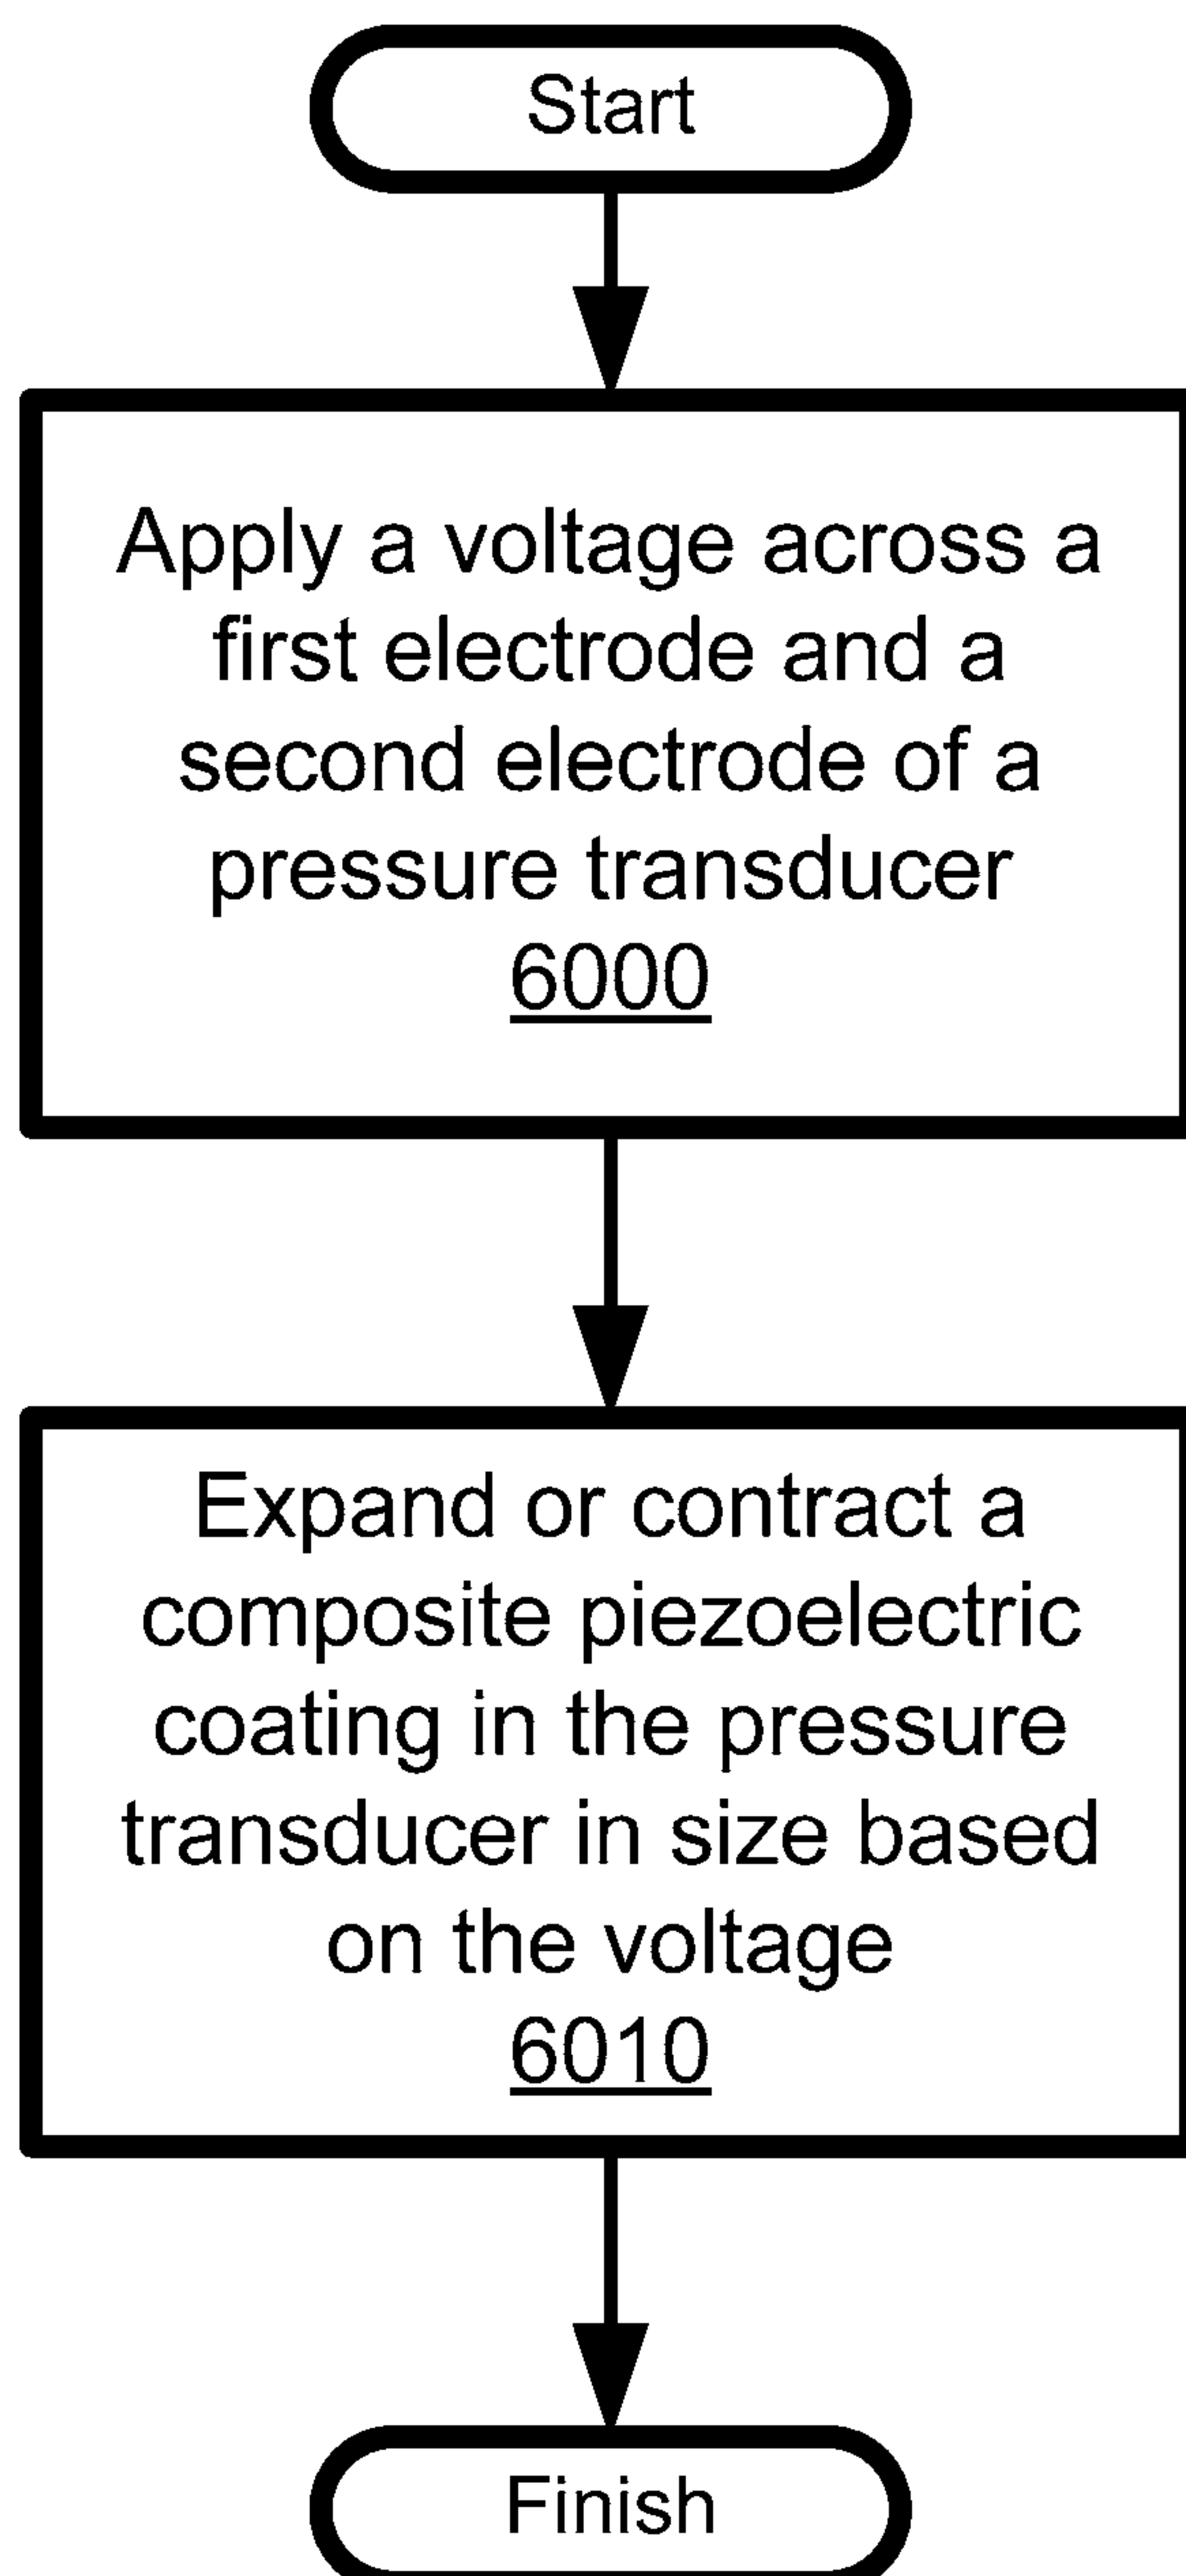 Start
Apply a voltage across a
first electrode and a
second electrode of a
pressure transducer
6000
Expand or contract a
composite piezoelectric
coating in the pressure
transducer in size based
on the voltage
6010
Finish